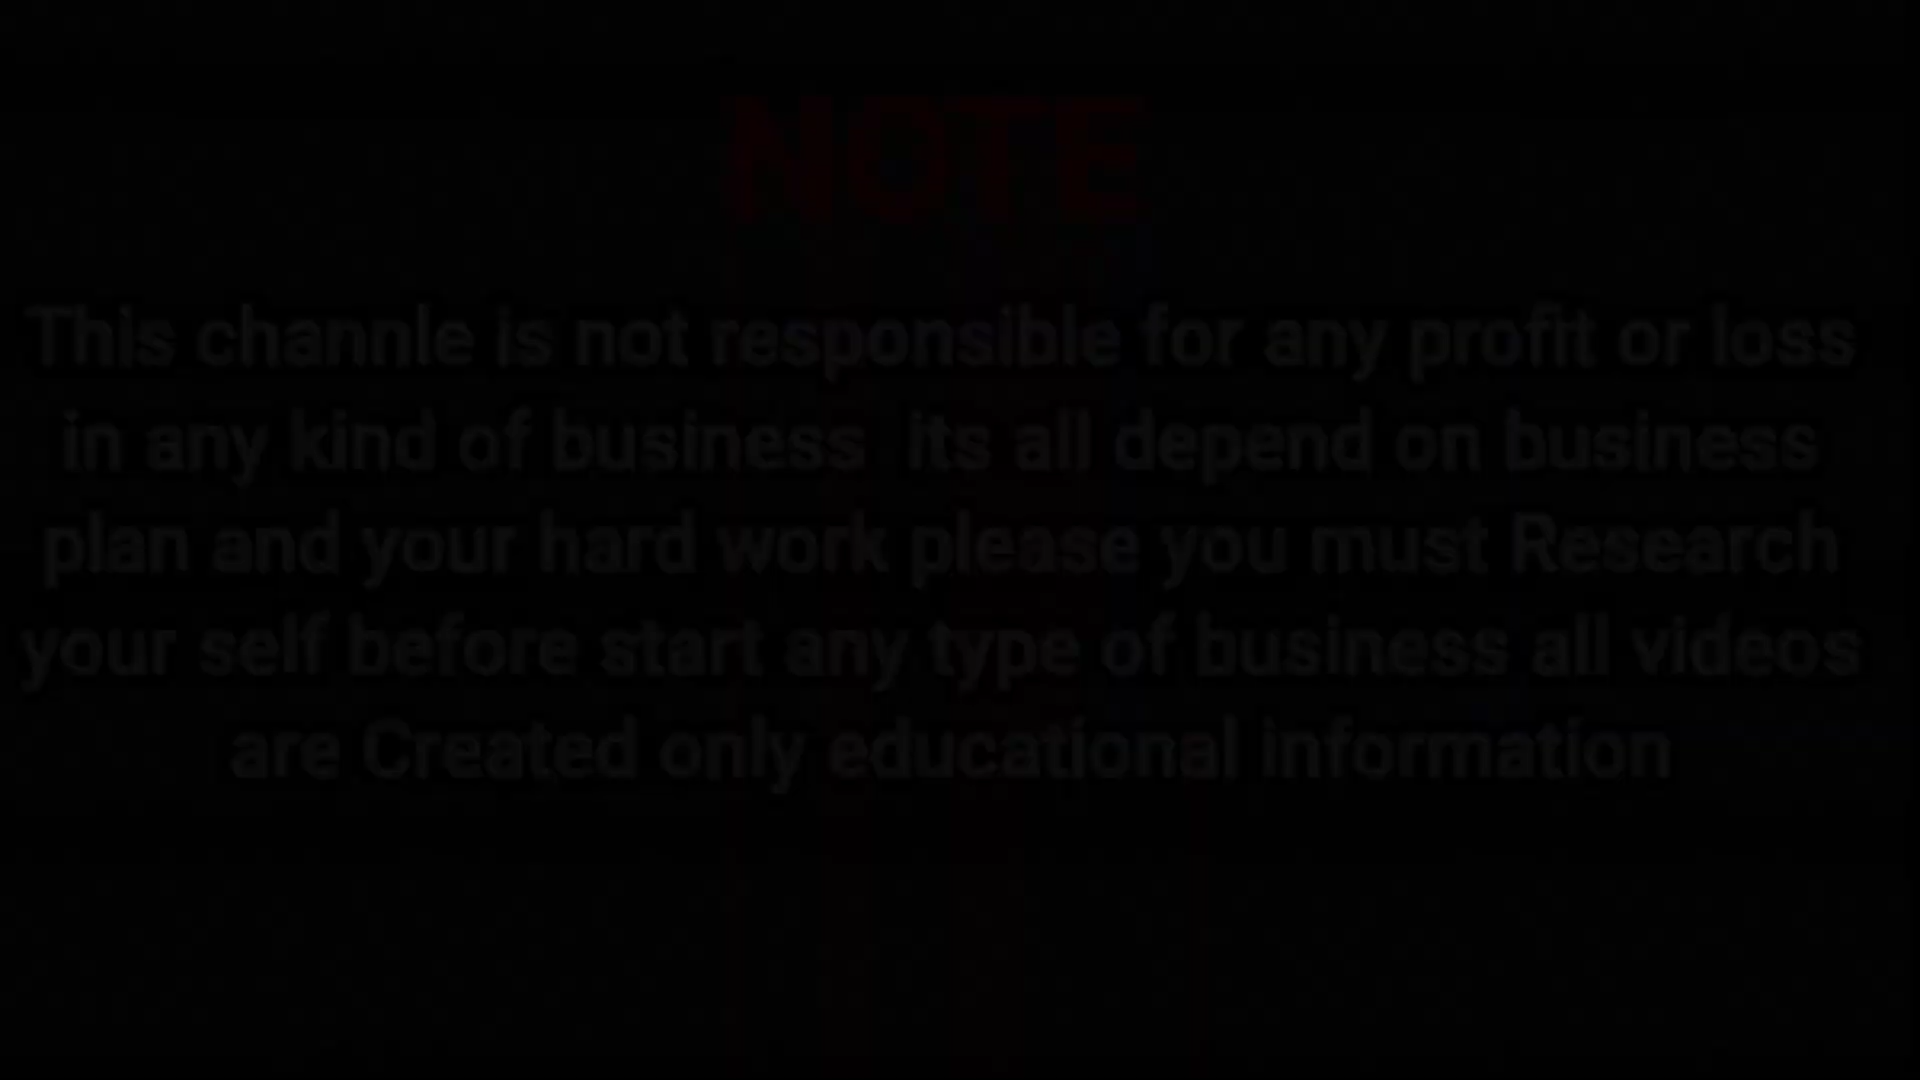 NOTE
This channle is not responsible for any profit or loss
in any kind of business its all depend on business
plan and your hard work please you must Research
your self before start any type of business all videos
are Created only educational information